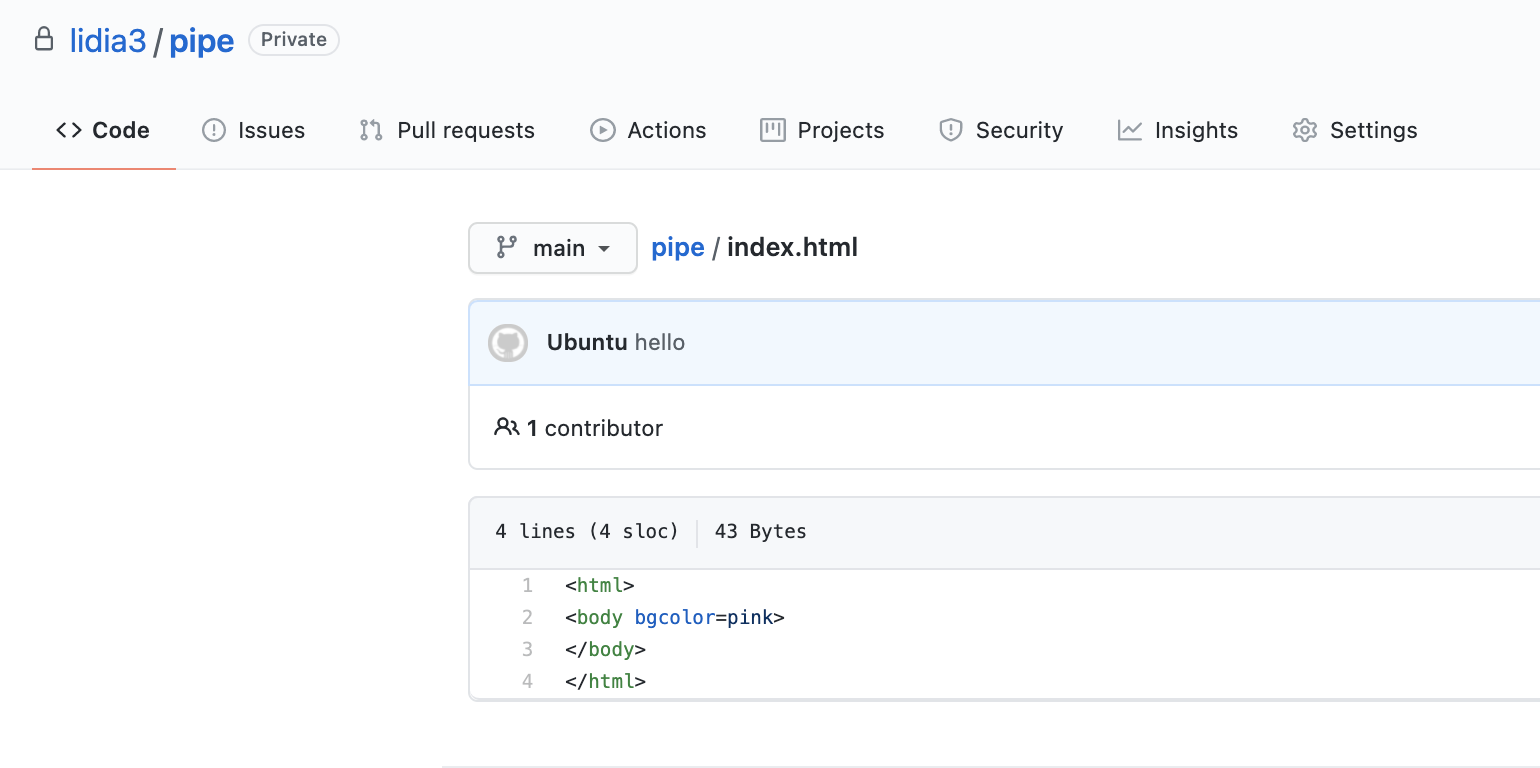 lidia3 / pipe Private
<> Code Issues Pull requests Actions Projects Security Insights Settings
main pipe / index.html
Ubuntu hello
1 contributor
4 lines (4 sloc) 43 Bytes
1 <html>
2 <body bgcolor=pink>
3 </body>
4 </html>